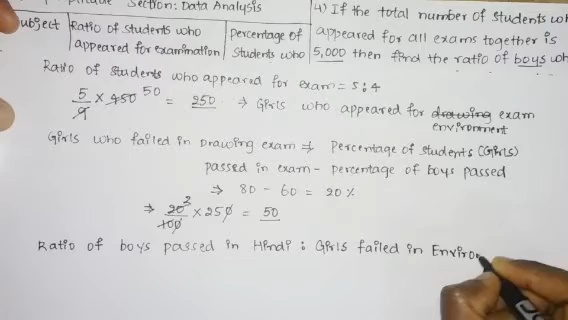 Section: Data Analysis
Subject
Ratio of Students who appeared for examination
percentage of Students who
4) If the total number of students
appeared for all exams together is
5,000 then find the ratio of boys
Ratio of Students who appeared for exam = 5:4
5/9 × 450 50 = 250 → Girls who appeared for drawing exam
environment
Girls who failed in Drawing exam ⇒ Percentage of students (Girls)
passed in exam - percentage of boys passed
⇒ 80 - 60 = 20%
⇒ 20/100 × 250 = 50
Ratio of boys passed in Hindi : Girls failed in Enviro